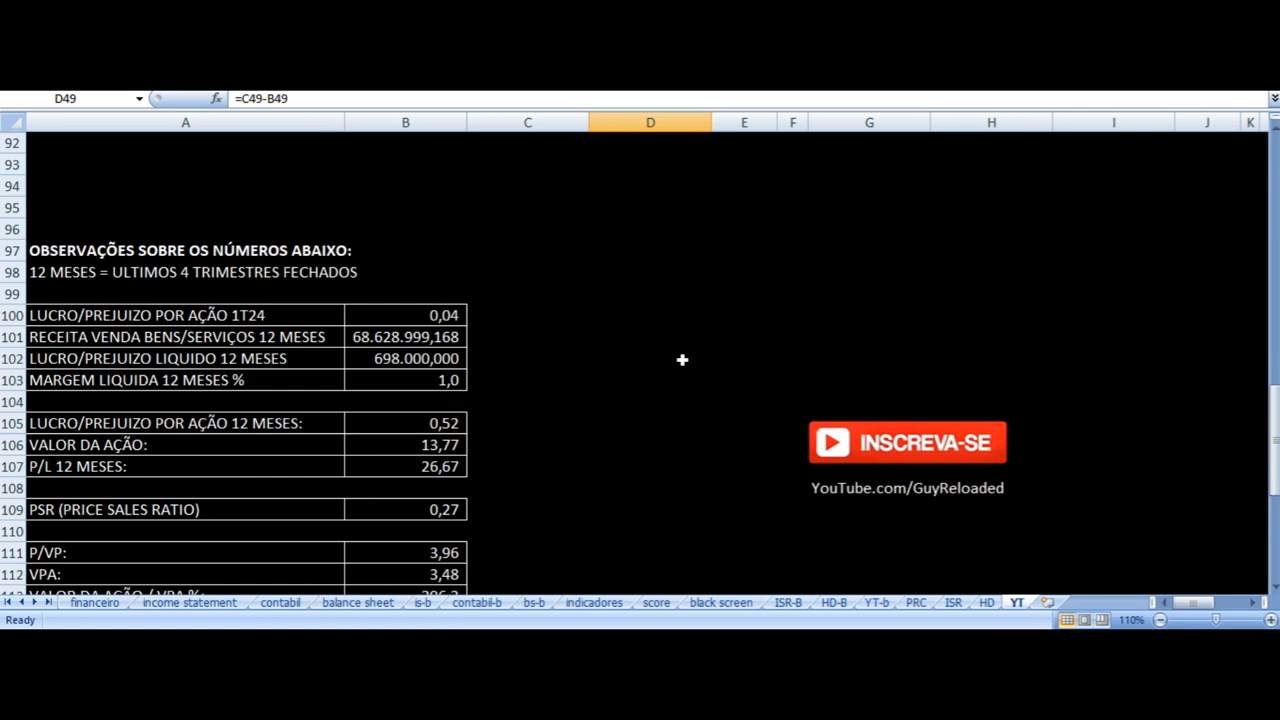 D49 fx =C49-B49
A B C D E F G H I J K
92
93
94
95
96
97 OBSERVAÇÕES SOBRE OS NÚMEROS ABAIXO:
98 12 MESES = ULTIMOS 4 TRIMESTRES FECHADOS
99
100 LUCRO/PREJUIZO POR AÇÃO 1T24 0,04
101 RECEITA VENDA BENS/SERVIÇOS 12 MESES 68.628.999,168
102 LUCRO/PREJUIZO LIQUIDO 12 MESES 698.000,000
103 MARGEM LIQUIDA 12 MESES % 1,0
104
105 LUCRO/PREJUIZO POR AÇÃO 12 MESES: 0,52
106 VALOR DA AÇÃO: 13,77
107 P/L 12 MESES: 26,67
INSCREVA-SE
108
YouTube.com/GuyReloaded
109 PSR (PRICE SALES RATIO) 0,27
110
111 P/VP: 3,96
112 VPA: 3,48
financeiro income statement contabil balance sheet is-b contabil-b bs-b indicadores score black screen ISR-B HD-B YT-b PRC ISR HD YT
Ready 110%